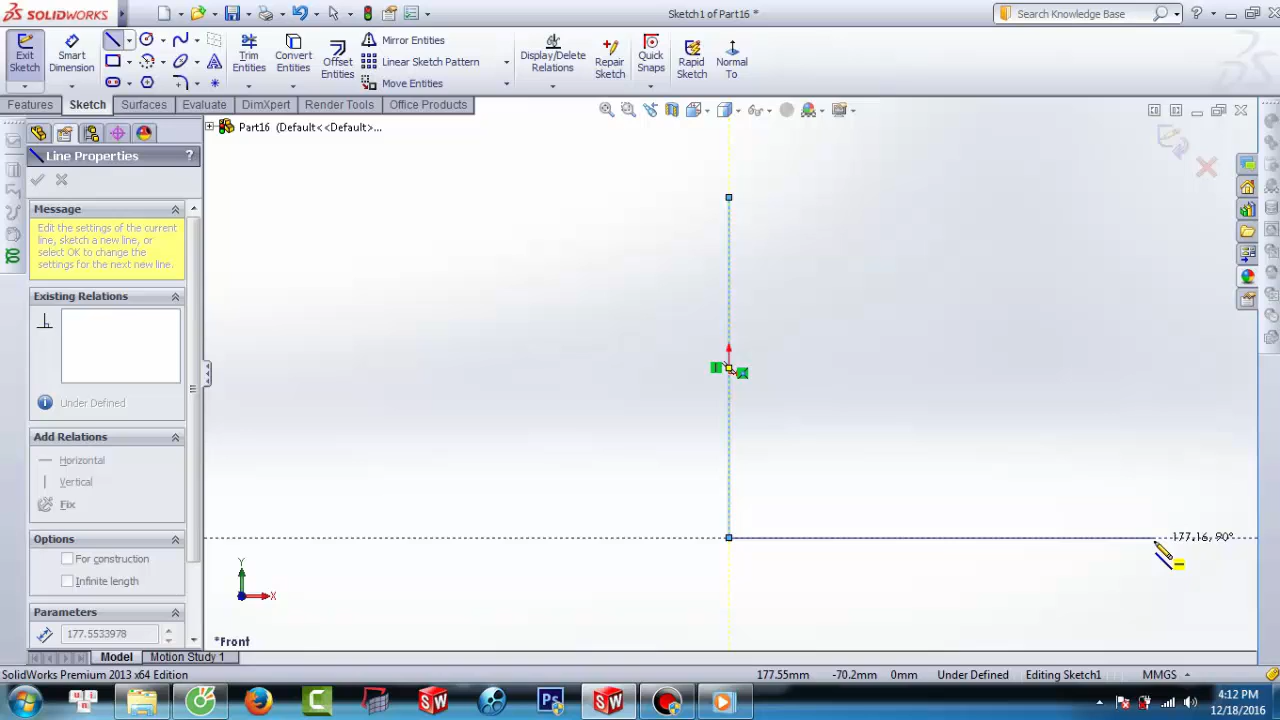 SOLIDWORKS
Sketch1 of Part16 *
Search Knowledge Base
Exit Sketch
Smart Dimension
Trim Entities
Convert Entities
Offset Entities
Mirror Entities
Linear Sketch Pattern
Move Entities
Display/Delete Relations
Repair Sketch
Quick Snaps
Rapid Sketch
Normal To
Features
Sketch
Surfaces
Evaluate
DimXpert
Render Tools
Office Products
Part16 (Default<<Default>...
Line Properties
?
Message
Edit the settings of the current
line, sketch a new line, or
select OK to change the
settings for the next new line.
Existing Relations
Under Defined
Add Relations
Horizontal
Vertical
Fix
Options
For construction
Infinite length
Parameters
177.5533978
177.16, 90°
Y
X
*Front
Model
Motion Study 1
SolidWorks Premium 2013 x64 Edition
177.55mm
-70.2mm
0mm
Under Defined
Editing Sketch1
MMGS
4:12 PM
12/18/2016